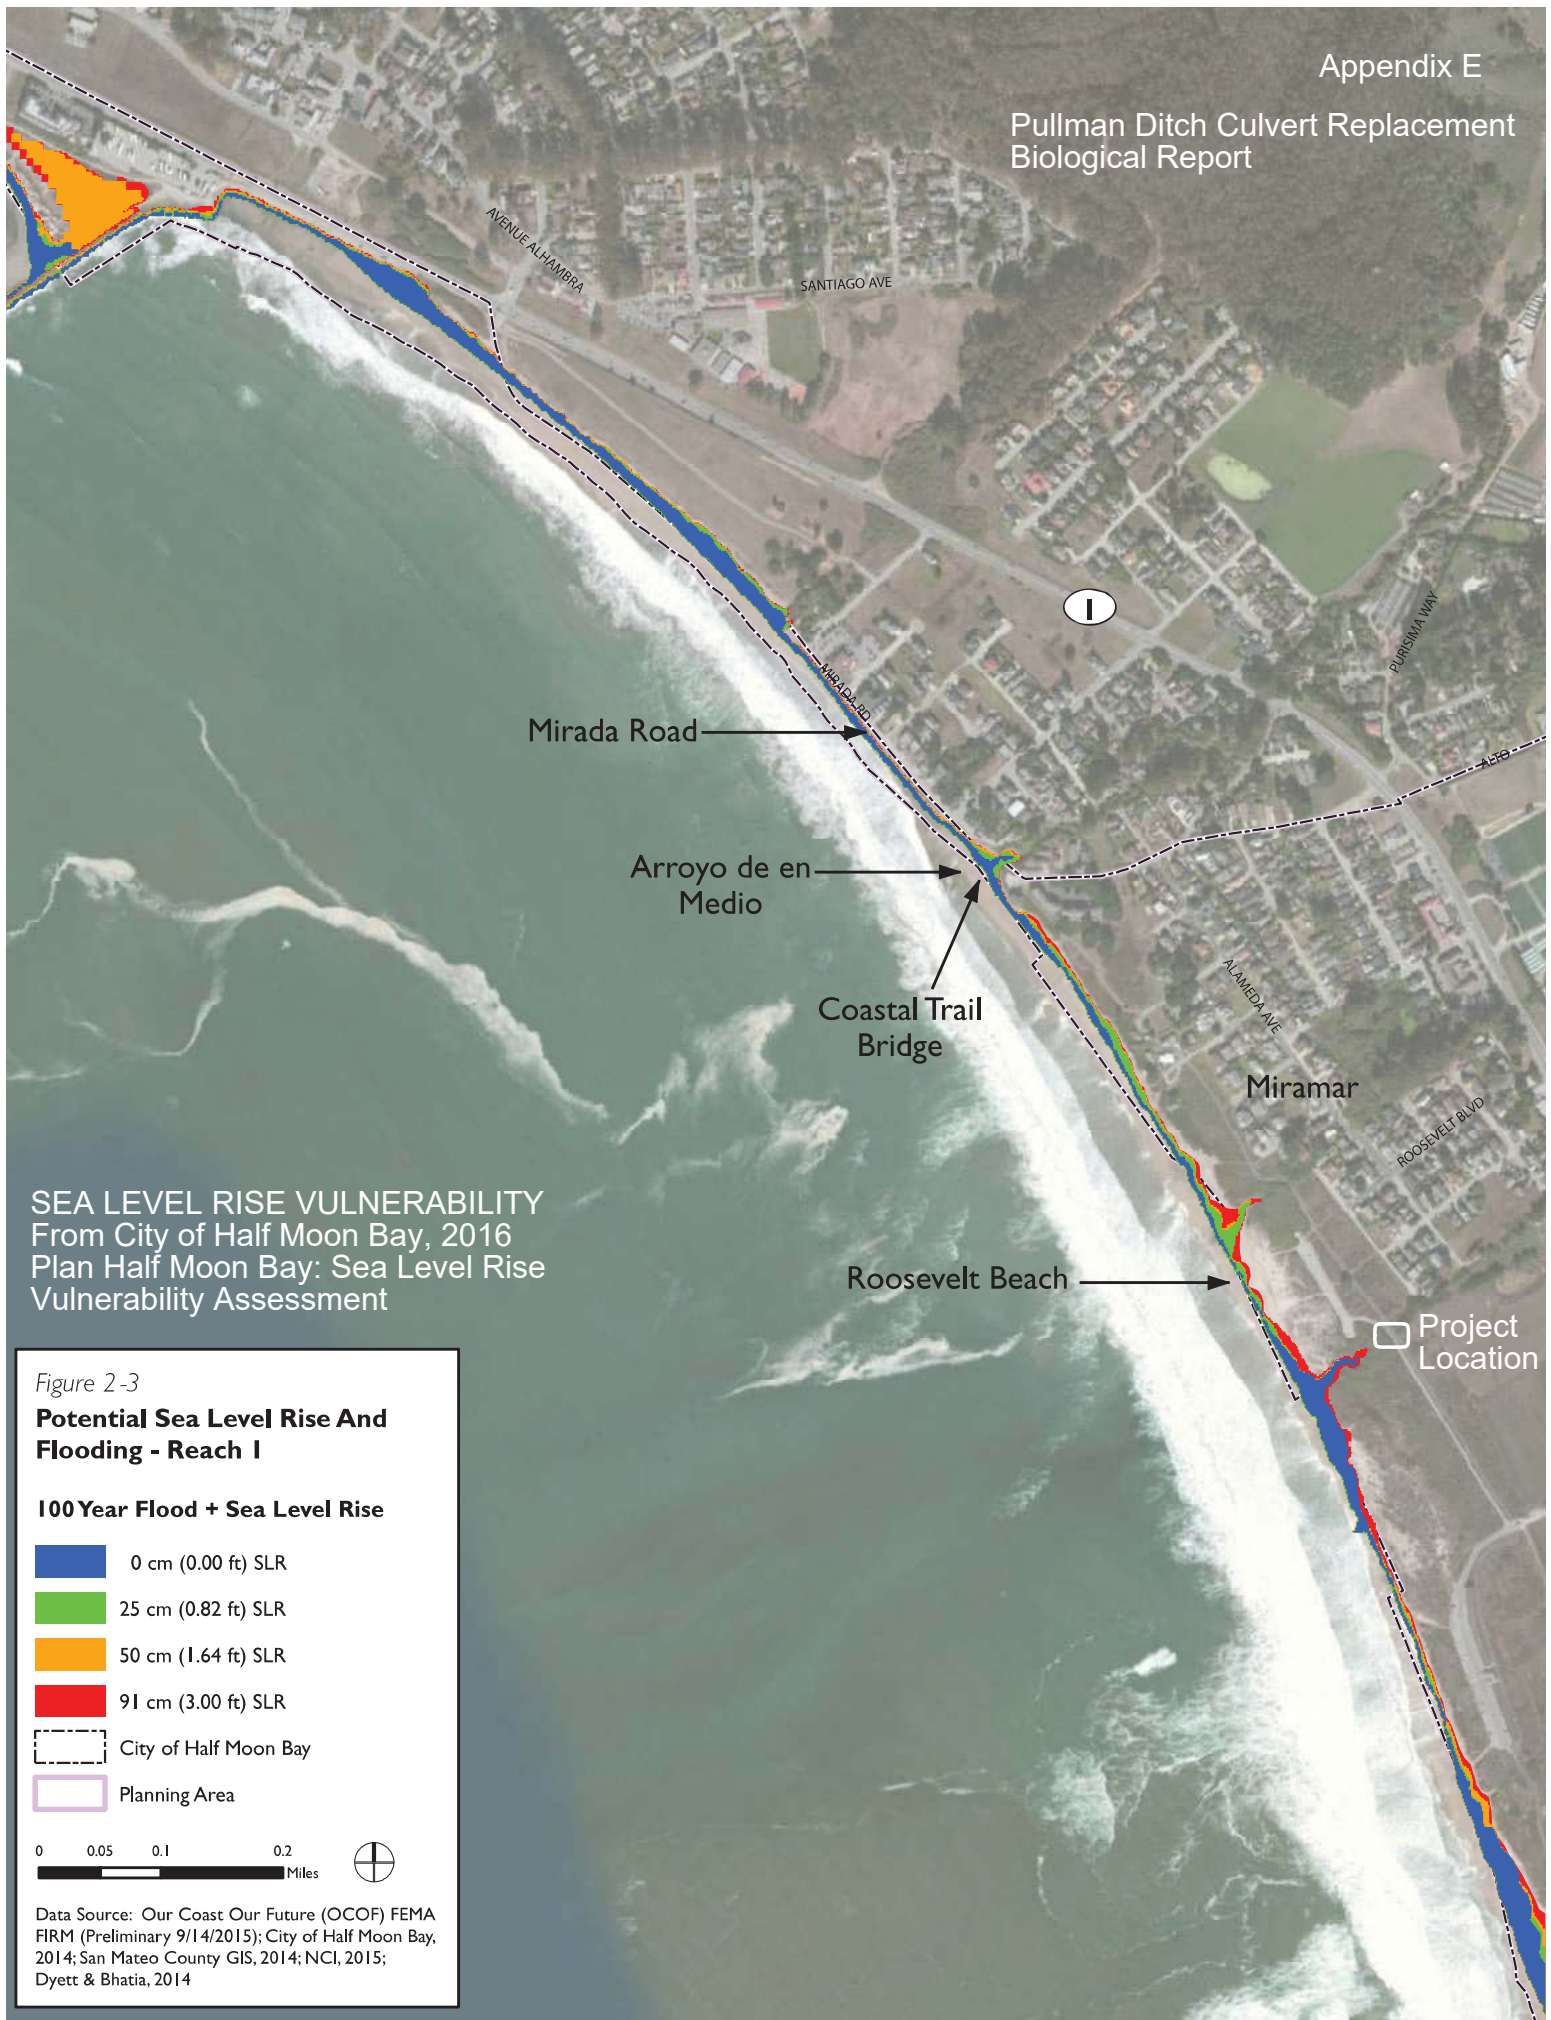 Appendix E
Pullman Ditch Culvert Replacement
Biological Report
AVENUE ALHAMBRA
SANTIAGO AVE
1
PURISIMA WAY
MIRADA RD
Mirada Road
ALTO
Arroyo de en
Medio
Coastal Trail
Bridge
ALAMEDA AVE
Miramar
ROOSEVELT BLVD
Roosevelt Beach
Project
Location
SEA LEVEL RISE VULNERABILITY
From City of Half Moon Bay, 2016
Plan Half Moon Bay: Sea Level Rise
Vulnerability Assessment
Figure 2-3
Potential Sea Level Rise And
Flooding - Reach 1
100 Year Flood + Sea Level Rise
0 cm (0.00 ft) SLR
25 cm (0.82 ft) SLR
50 cm (1.64 ft) SLR
91 cm (3.00 ft) SLR
City of Half Moon Bay
Planning Area
0 0.05 0.1 0.2
Miles
Data Source: Our Coast Our Future (OCOF) FEMA
FIRM (Preliminary 9/14/2015); City of Half Moon Bay,
2014; San Mateo County GIS, 2014; NCI, 2015;
Dyett & Bhatia, 2014